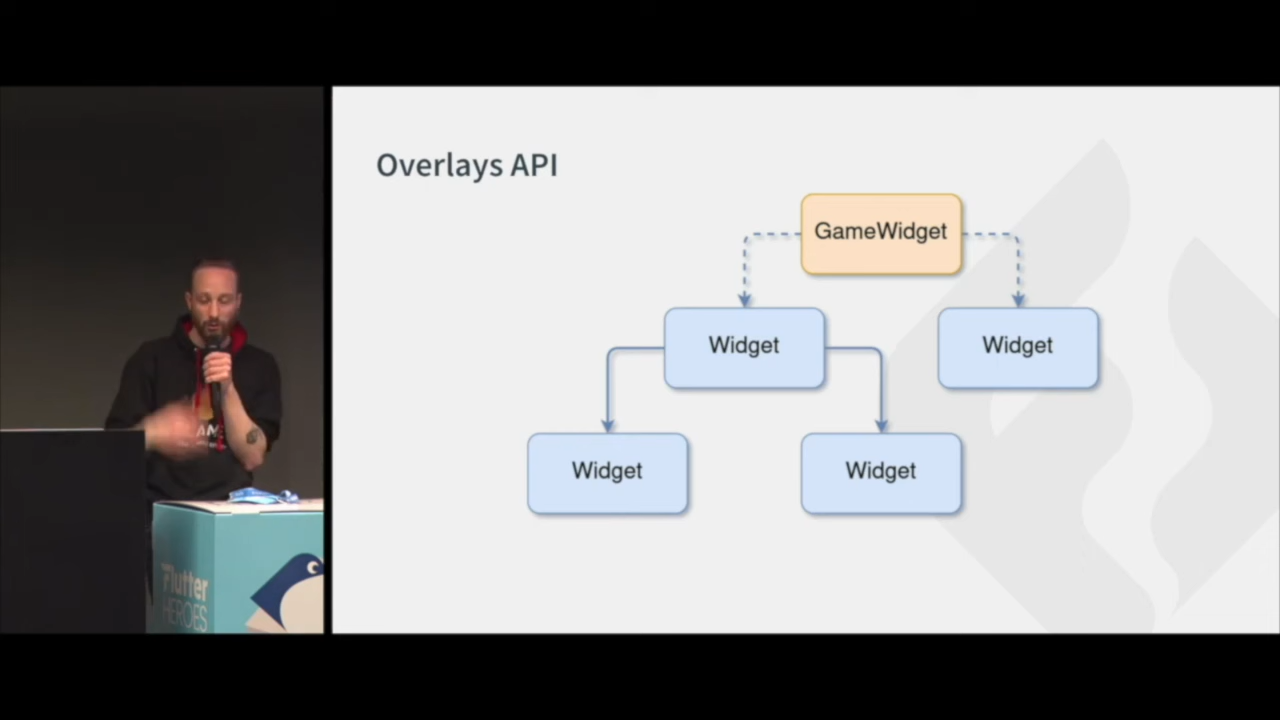 Overlays API
GameWidget
Widget
Widget
Widget
Widget
Flutter
HEROES